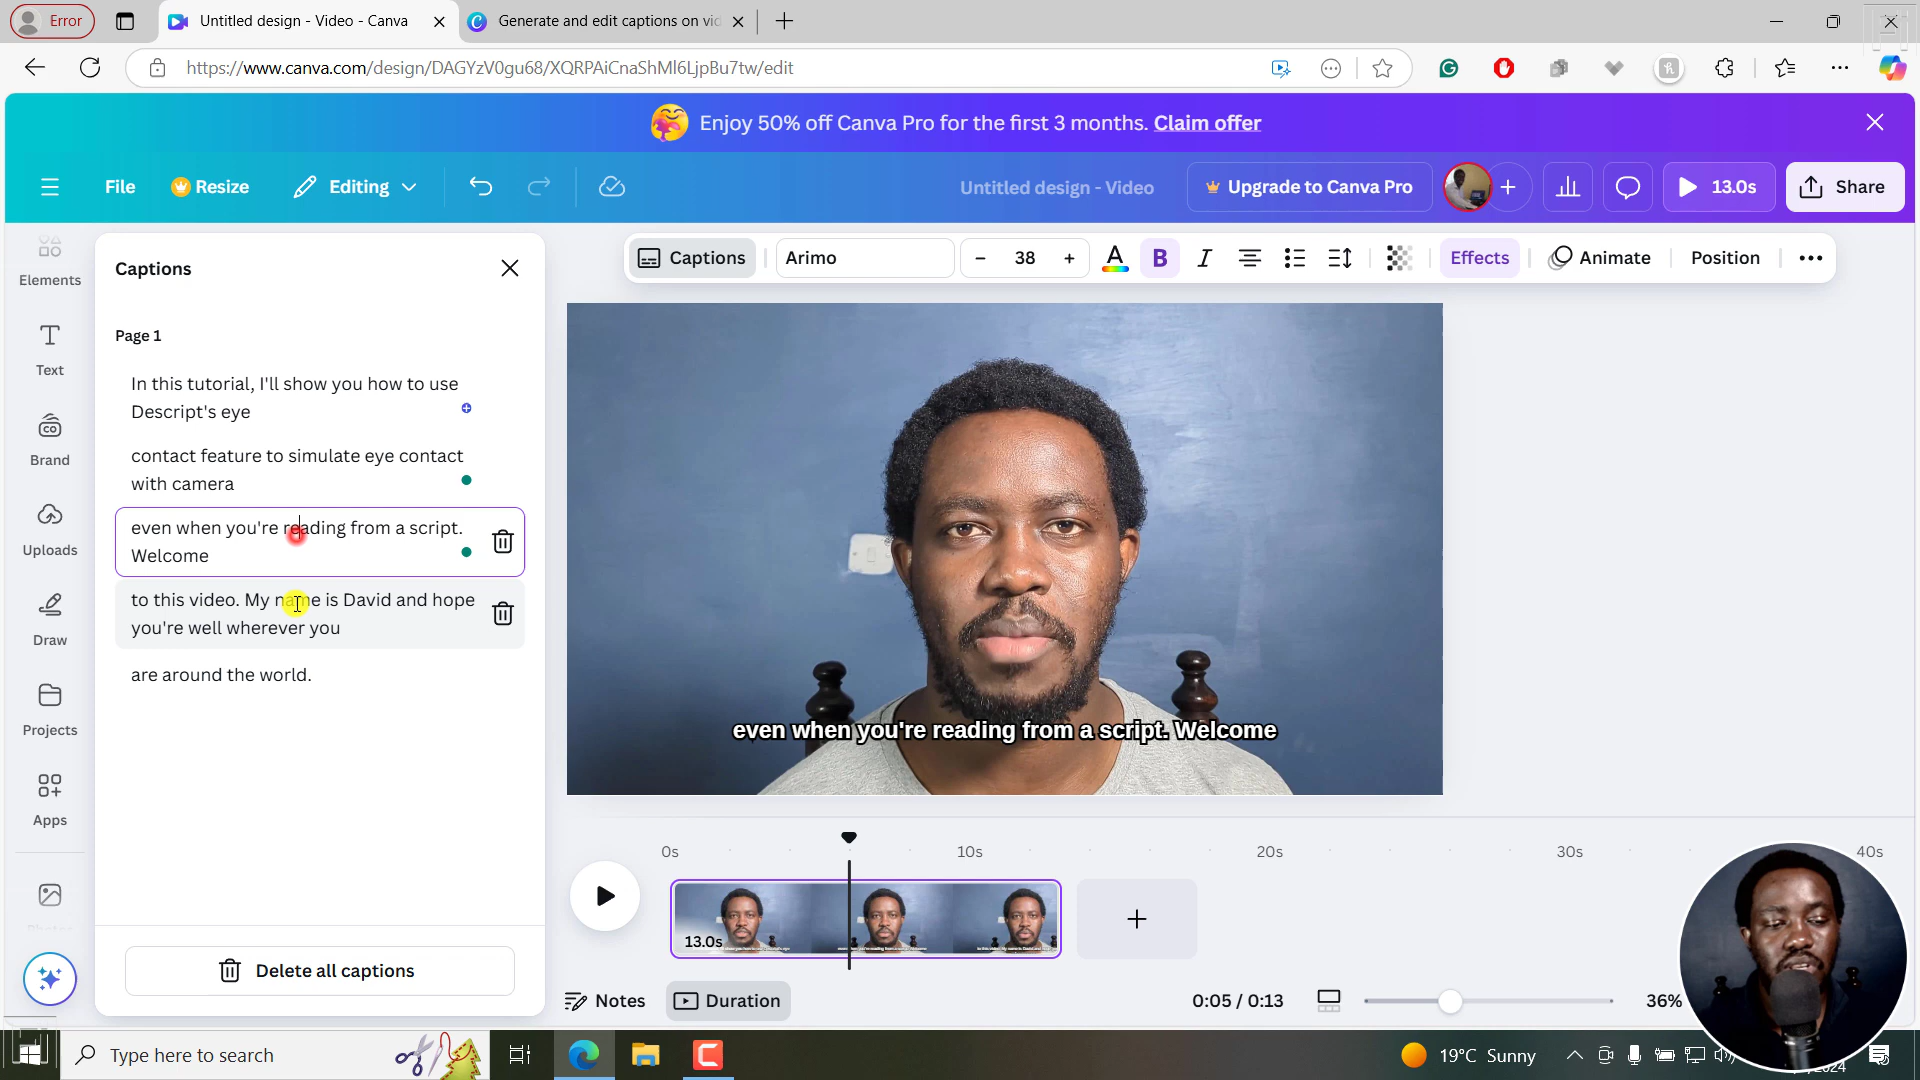 Error
Untitled design - Video - Canva
Generate and edit captions on vid
https://www.canva.com/design/DAGYzV0gu68/XQRPAiCnaShMl6LjpBu7tw/edit
Enjoy 50% off Canva Pro for the first 3 months. Claim offer
File
Resize
Editing
Untitled design - Video
Upgrade to Canva Pro
13.0s
Share
Elements
Text
Brand
Uploads
Draw
Projects
Apps
Captions
Page 1
In this tutorial, I'll show you how to use
Descript's eye
contact feature to simulate eye contact
with camera
even when you're reading from a script.
Welcome
to this video. My name is David and hope
you're well wherever you
are around the world.
Delete all captions
Captions
Arimo
- 38 +
A
B
I
Effects
Animate
Position
even when you're reading from a script. Welcome
0s
10s
20s
30s
40s
13.0s
Notes
Duration
0:05 / 0:13
36%
Type here to search
19°C Sunny